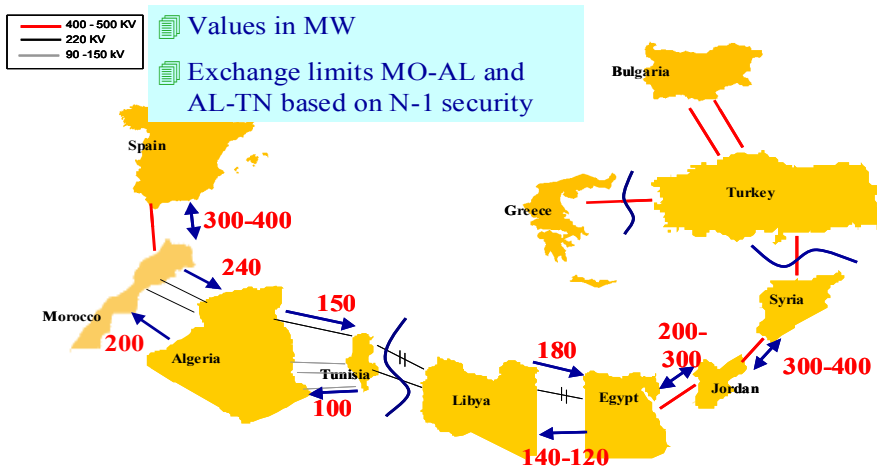 400 - 500 KV
220 KV
90 -150 kV
Values in MW
Exchange limits MO-AL and
AL-TN based on N-1 security
Bulgaria
Spain
Turkey
Greece
300-400
240
Morocco
150
Syria
200
Algeria
Tunisia
180
200-
300
300-400
100
Libya
Egypt
Jordan
140-120